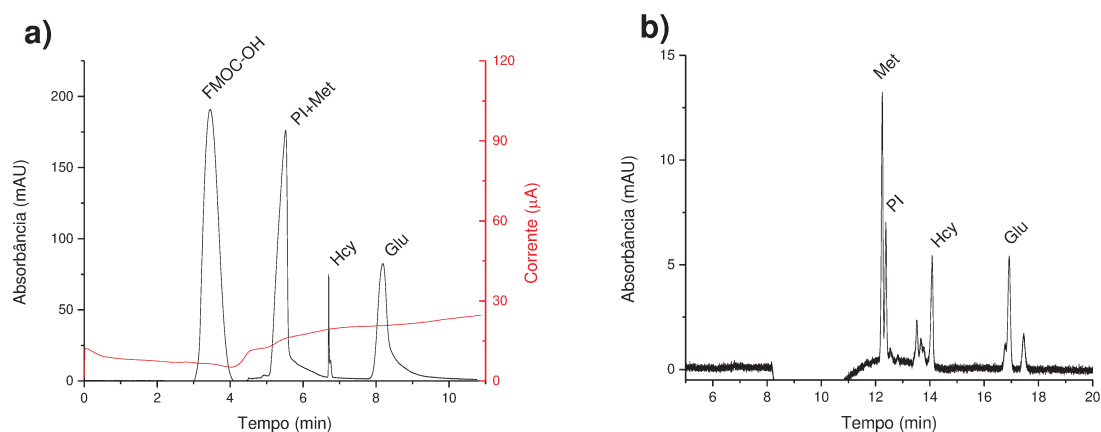 a)
FMOC-OH
PI+Met
Hcy
Glu
Absorbância (mAU)
200
150
100
50
0
0 2 4 6 8 10
Tempo (min)
120
90
60
30
0
Corrente (µA)
b)
Met
PI
Hcy
Glu
Absorbância (mAU)
15
10
5
0
6 8 10 12 14 16 18 20
Tempo (min)